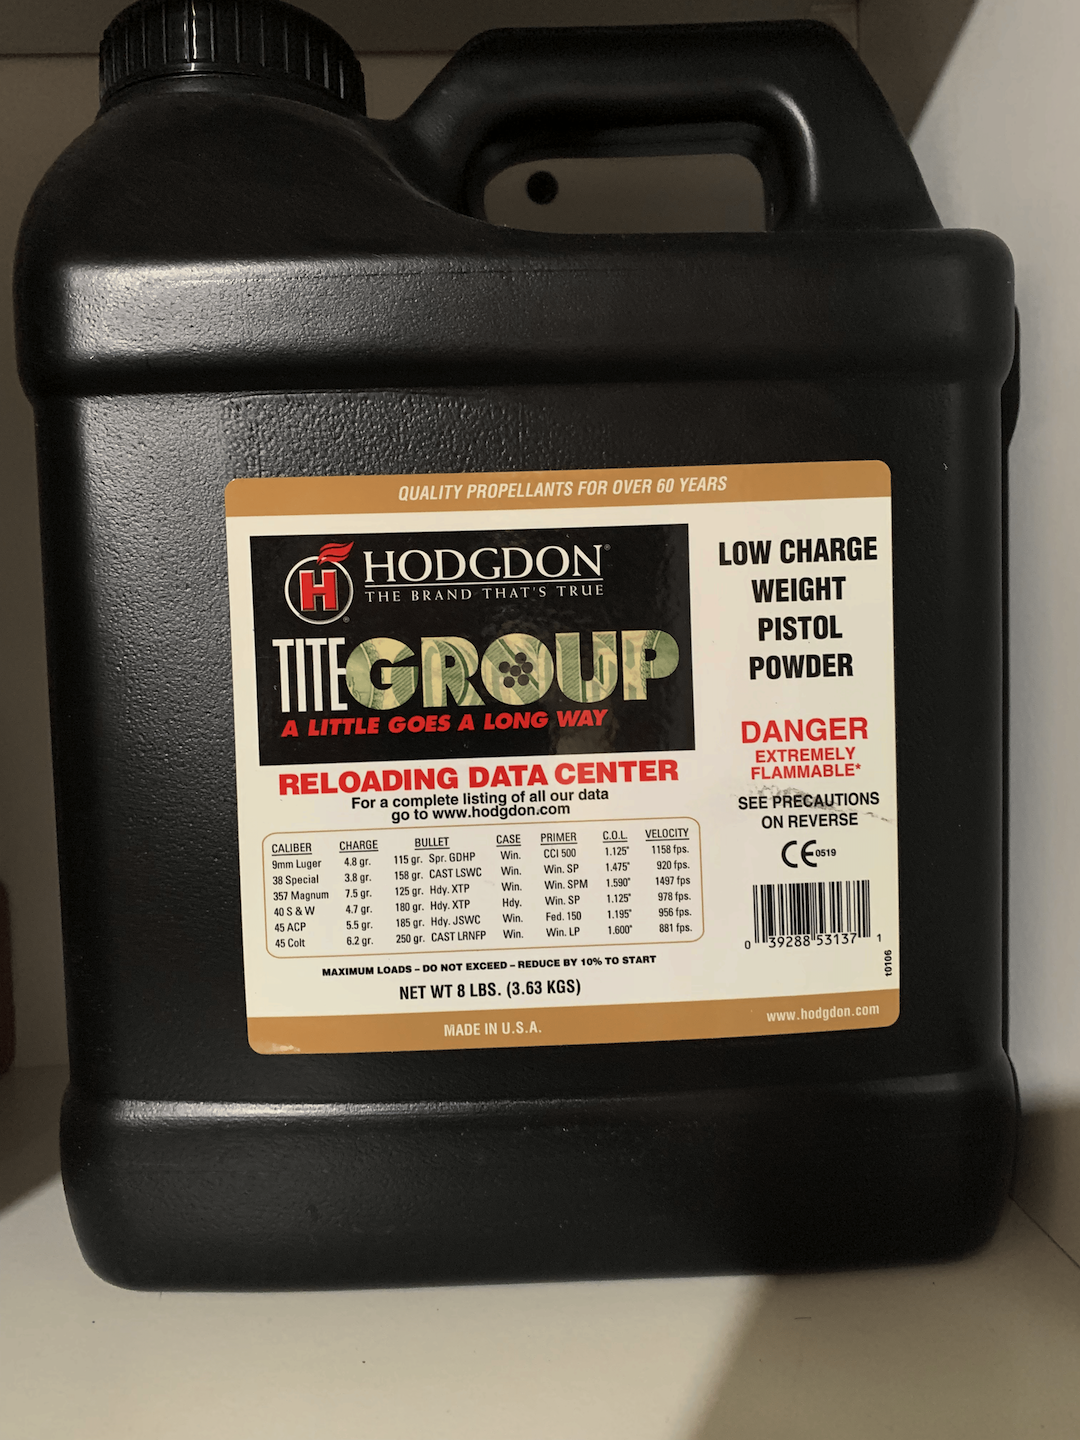 QUALITY PROPELLANTS FOR OVER 60 YEARS
H ®
HODGDON®
THE BRAND THAT'S TRUE
TITEGROUP
A LITTLE GOES A LONG WAY
RELOADING DATA CENTER
For a complete listing of all our data
go to www.hodgdon.com
CALIBER CHARGE BULLET CASE PRIMER C.O.L. VELOCITY
9mm Luger 4.8 gr. 115 gr. Spr. GDHP Win. CCI 500 1.125" 1158 fps.
38 Special 3.8 gr. 158 gr. CAST LSWC Win. Win. SP 1.475" 920 fps.
357 Magnum 7.5 gr. 125 gr. Hdy. XTP Win. Win. SPM 1.590" 1497 fps
40 S & W 4.7 gr. 180 gr. Hdy. XTP Hdy. Win. SP 1.125" 978 fps.
45 ACP 5.5 gr. 185 gr. Hdy. JSWC Win. Fed. 150 1.195" 956 fps.
45 Colt 6.2 gr. 250 gr. CAST LRNFP Win. Win. LP 1.600" 881 fps.
MAXIMUM LOADS – DO NOT EXCEED – REDUCE BY 10% TO START
NET WT 8 LBS. (3.63 KGS)
MADE IN U.S.A.
LOW CHARGE
WEIGHT
PISTOL
POWDER
DANGER
EXTREMELY
FLAMMABLE*
SEE PRECAUTIONS
ON REVERSE
CE 0519
0 39288 53137 1
t0106
www.hodgdon.com